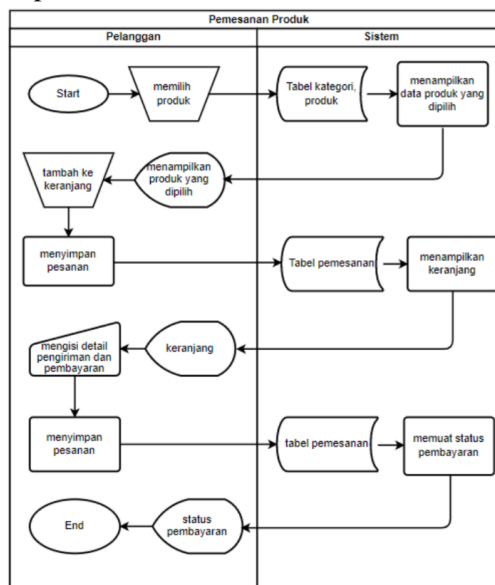 Pemesanan Produk
Pelanggan
Sistem
Start
memilih
produk
Tabel kategori,
produk
menampilkan
data produk yang
dipilih
tambah ke
keranjang
menampilkan
produk yang
dipilih
menyimpan
pesanan
Tabel pemesanan
menampilkan
keranjang
mengisi detail
pengiriman dan
pembayaran
keranjang
menyimpan
pesanan
tabel pemesanan
memuat status
pembayaran
End
status
pembayaran